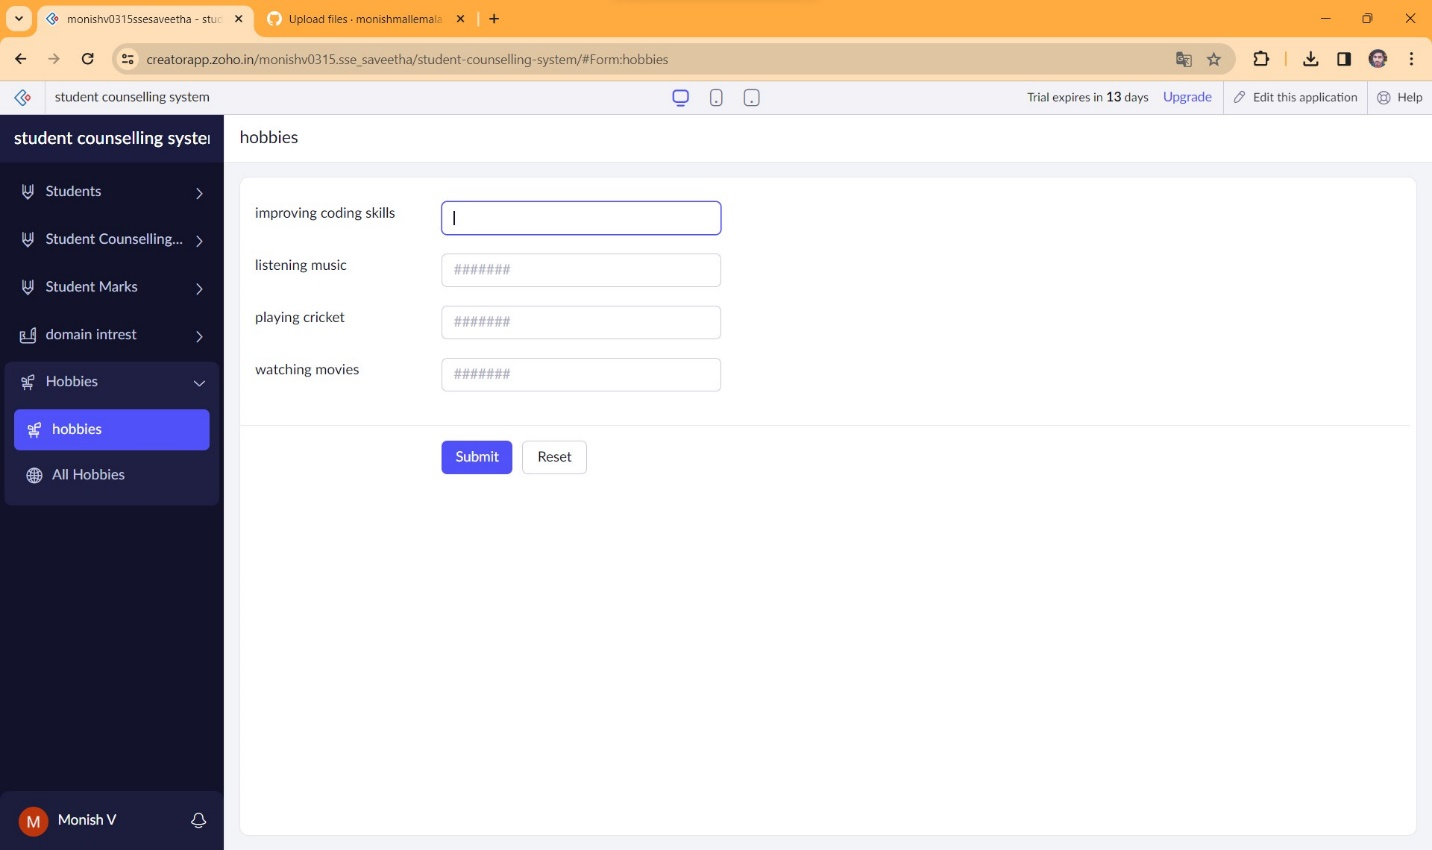 monishv0315ssesaveetha - stuc
Upload files · monishmallemala
creatorapp.zoho.in/monishv0315.sse_saveetha/student-counselling-system/#Form:hobbies
student counselling system
Trial expires in 13 days
Upgrade
Edit this application
Help
student counselling syster
hobbies
Students
Student Counselling...
Student Marks
domain intrest
Hobbies
hobbies
All Hobbies
improving coding skills
listening music
#######
playing cricket
#######
watching movies
#######
Submit
Reset
M
Monish V